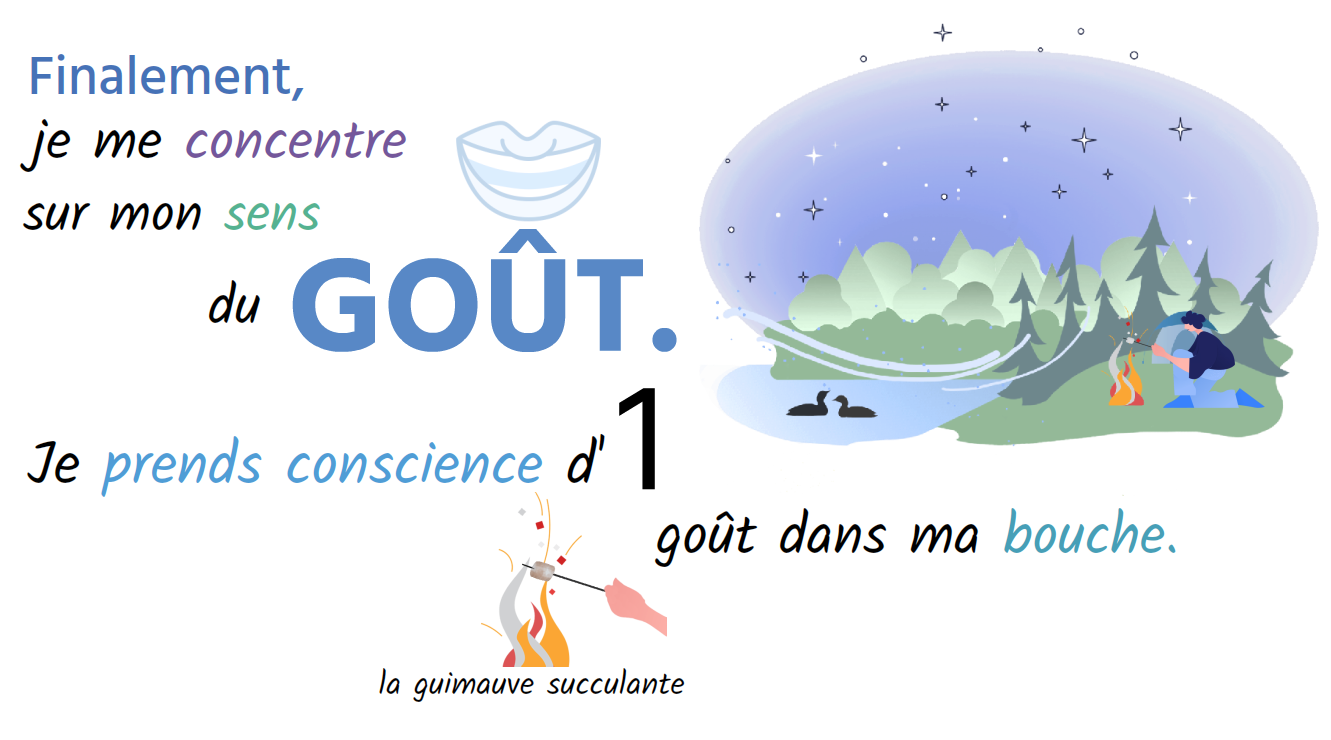 Finalement,
je me concentre
sur mon sens
du GOÛT.
Je prends conscience d'1
goût dans ma bouche.
la guimauve succulante